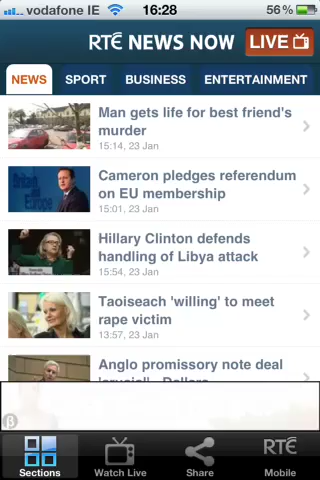 vodafone IE 16:28 56%
RTÉ NEWS NOW LIVE
NEWS SPORT BUSINESS ENTERTAINMENT
Man gets life for best friend's
murder
15:14, 23 Jan
Cameron pledges referendum
on EU membership
15:01, 23 Jan
Britain and
Europe
Hillary Clinton defends
handling of Libya attack
15:54, 23 Jan
Taoiseach 'willing' to meet
rape victim
13:57, 23 Jan
Anglo promissory note deal
β
Sections Watch Live Share RTÉ
Mobile